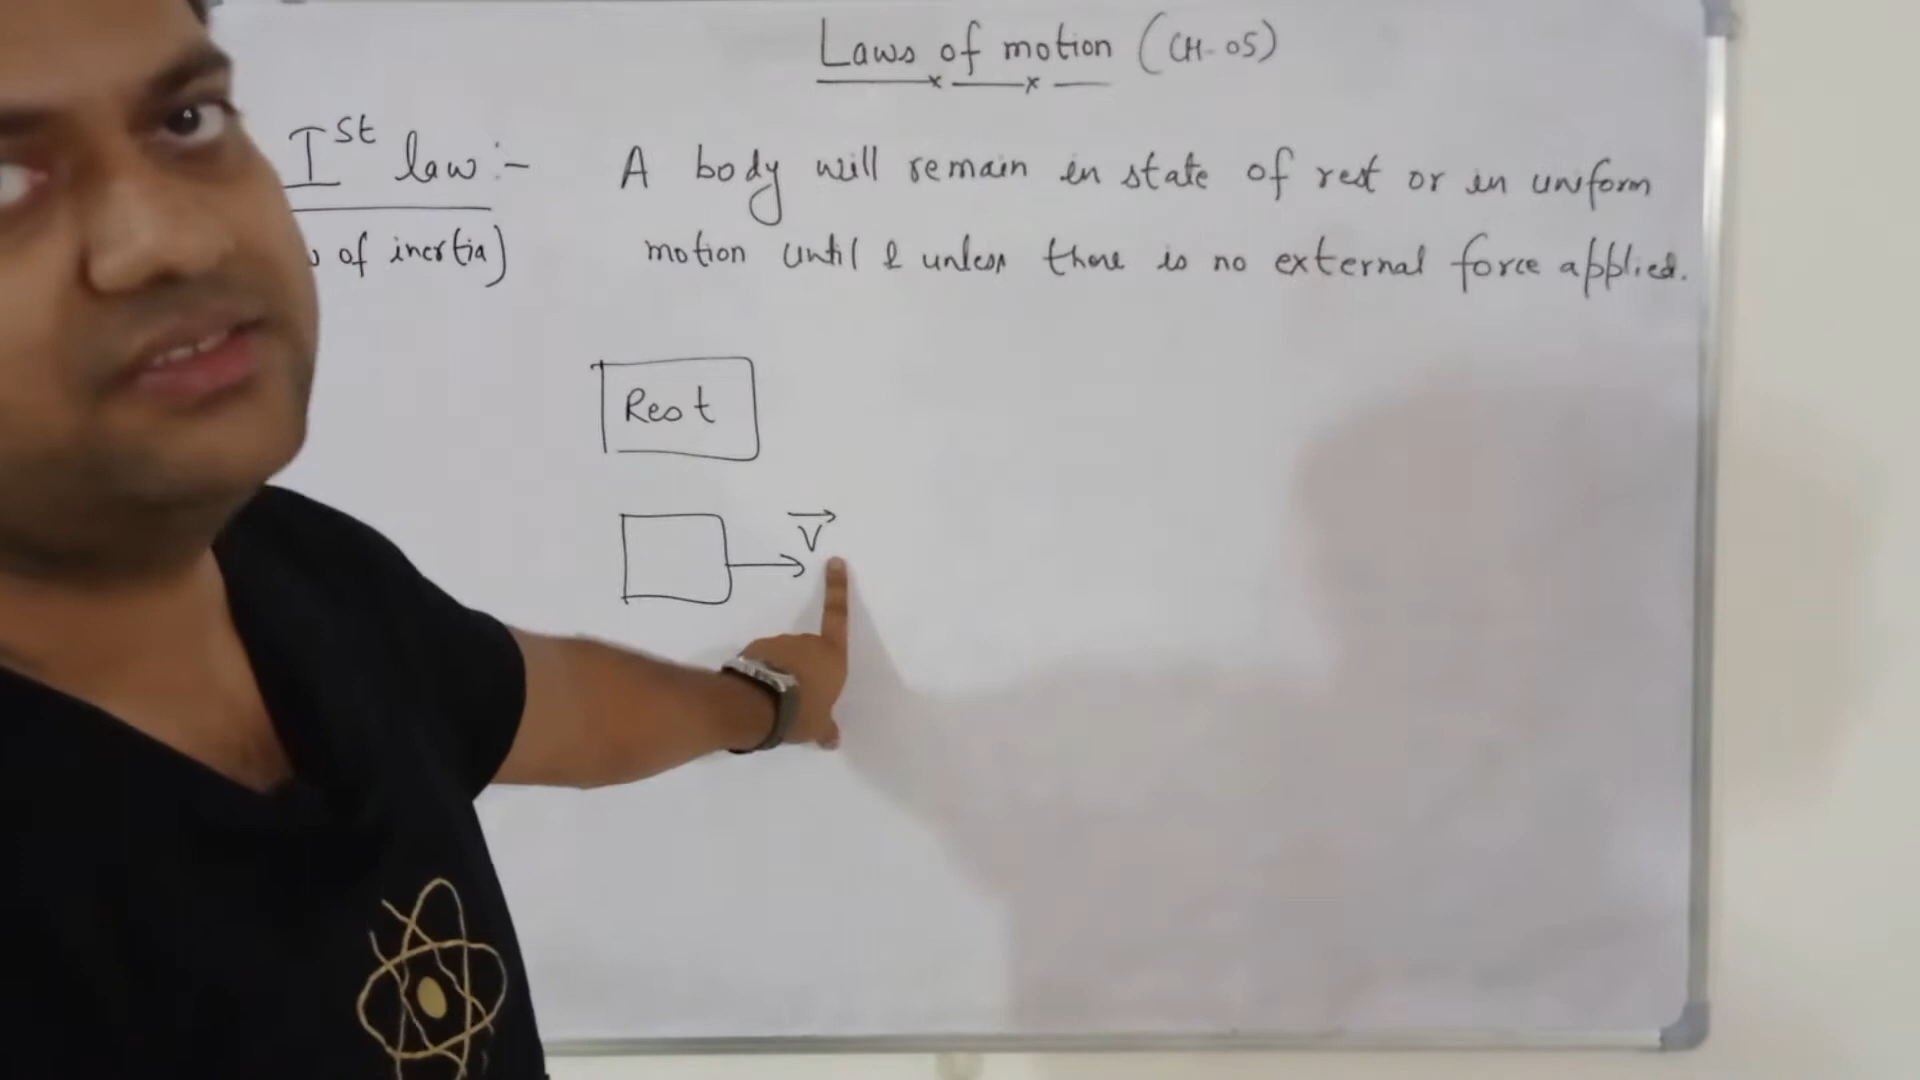 Laws of motion (CH-05)
Ist law :-
of inertia)
A body will remain in state of rest or in uniform
motion until & unless there is no external force applied.
Rest
V